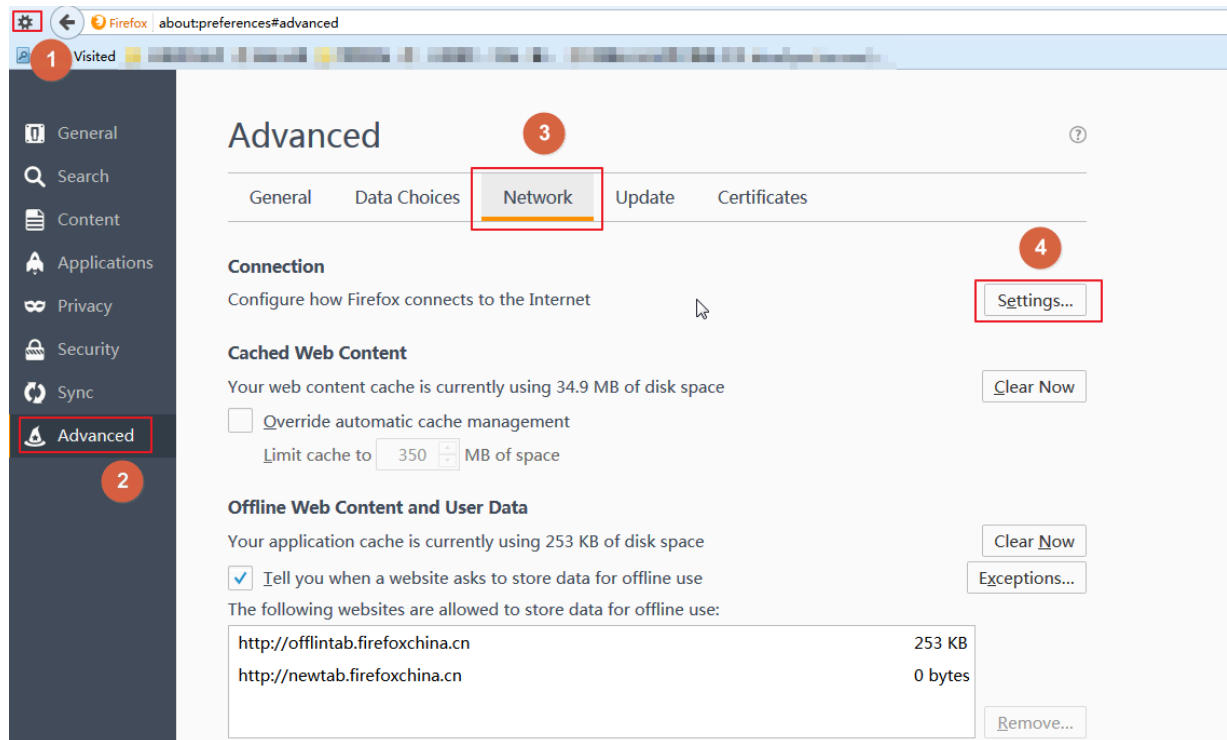 Firefox about:preferences#advanced
1
Visited
General
Search
Content
Applications
Privacy
Security
Sync
Advanced
2
Advanced
3
?
General Data Choices Network Update Certificates
4
Connection
Configure how Firefox connects to the Internet
Settings...
Cached Web Content
Your web content cache is currently using 34.9 MB of disk space
Clear Now
Override automatic cache management
Limit cache to 350 MB of space
Offline Web Content and User Data
Your application cache is currently using 253 KB of disk space
Clear Now
Tell you when a website asks to store data for offline use
Exceptions...
The following websites are allowed to store data for offline use:
http://offlintab.firefoxchina.cn 253 KB
http://newtab.firefoxchina.cn 0 bytes
Remove...